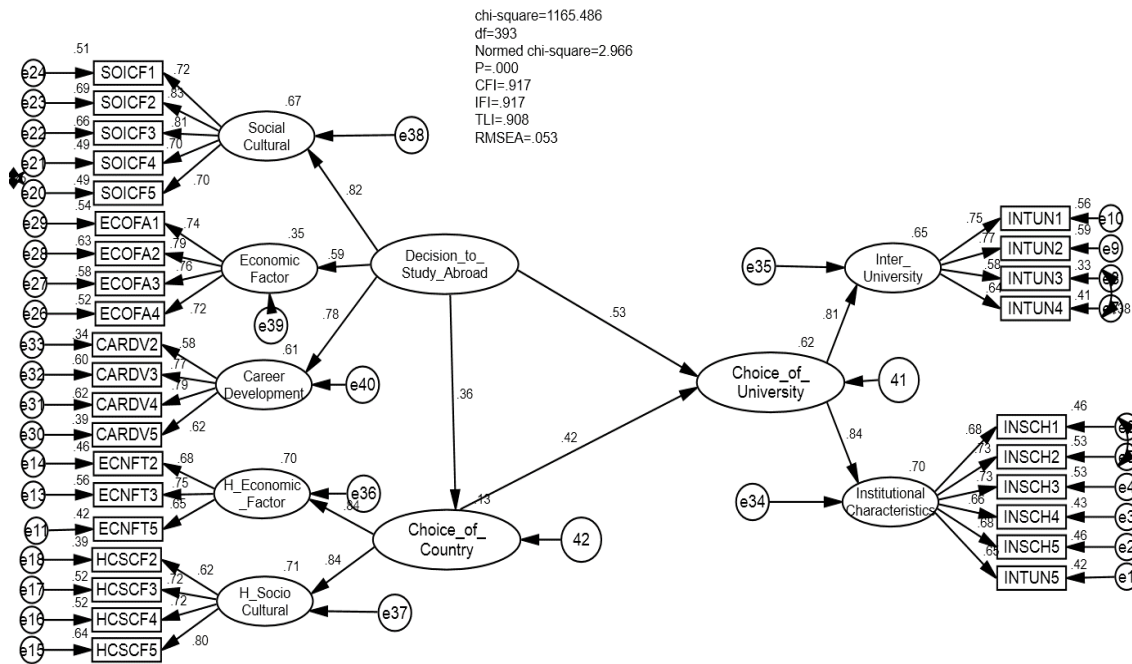 chi-square=1165.486
df=393
Normed chi-square=2.966
P=.000
CFI=.917
IFI=.917
TLI=.908
RMSEA=.053
.51
e24 SOICF1 .72
.69
e23 SOICF2 .83
.66
e22 SOICF3 .81
.49
e21 SOICF4 .70
.49
e20 SOICF5 .70
.67
Social
Cultural
e38
.82
.54
e29 ECOFA1 .74
.63
e28 ECOFA2 .79
.58
e27 ECOFA3 .76
.52
e26 ECOFA4 .72
.35
Economic
Factor
.59
e39
Decision_to_
Study_Abroad
.78
.53
.36
.34
e33 CARDV2 .58
.60
e32 CARDV3 .77
.62
e31 CARDV4 .79
.39
e30 CARDV5 .62
.61
Career
Development
e40
.46
e14 ECNFT2 .68
.56
e13 ECNFT3 .75
.42
e11 ECNFT5 .65
.70
H_Economic
_Factor
e36
.84
.13
Choice_of_
Country
42
.42
.84
.39
e18 HCSCF2 .62
.52
e17 HCSCF3 .72
.52
e16 HCSCF4 .72
.64
e15 HCSCF5 .80
.71
H_Socio
Cultural
e37
.62
Choice_of_
University
41
.81
.84
e35
.65
Inter_
University
.75 INTUN1 .56 e10
.77 INTUN2 .59 e9
.58 INTUN3 .33
.64 INTUN4 .41
e34
.70
Institutional
Characteristics
.68 INSCH1 .46
.73 INSCH2 .53
.73 INSCH3 .53 e4
.66 INSCH4 .43 e3
.68 INSCH5 .46 e2
.65 INTUN5 .42 e1